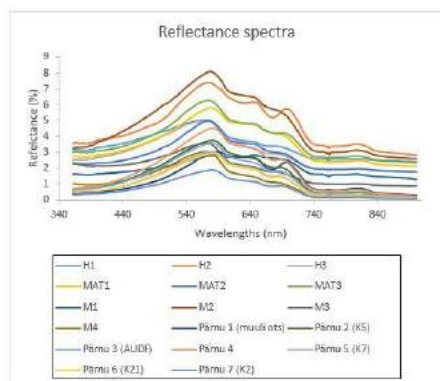 Reflectance spectra
9
8
7
6
5
4
3
2
1
0
Refelctance (%)
340 440 540 640 740 840
Wavelengths (nm)
H1 H2 H3
MAT1 MAT2 MAT3
M1 M2 M3
M4 Pärnu 1 (muuli ots) Pärnu 2 (K5)
Pärnu 3 (AUDF) Pärnu 4 Pärnu 5 (K7)
Pärnu 6 (K21) Pärnu 7 (K2)